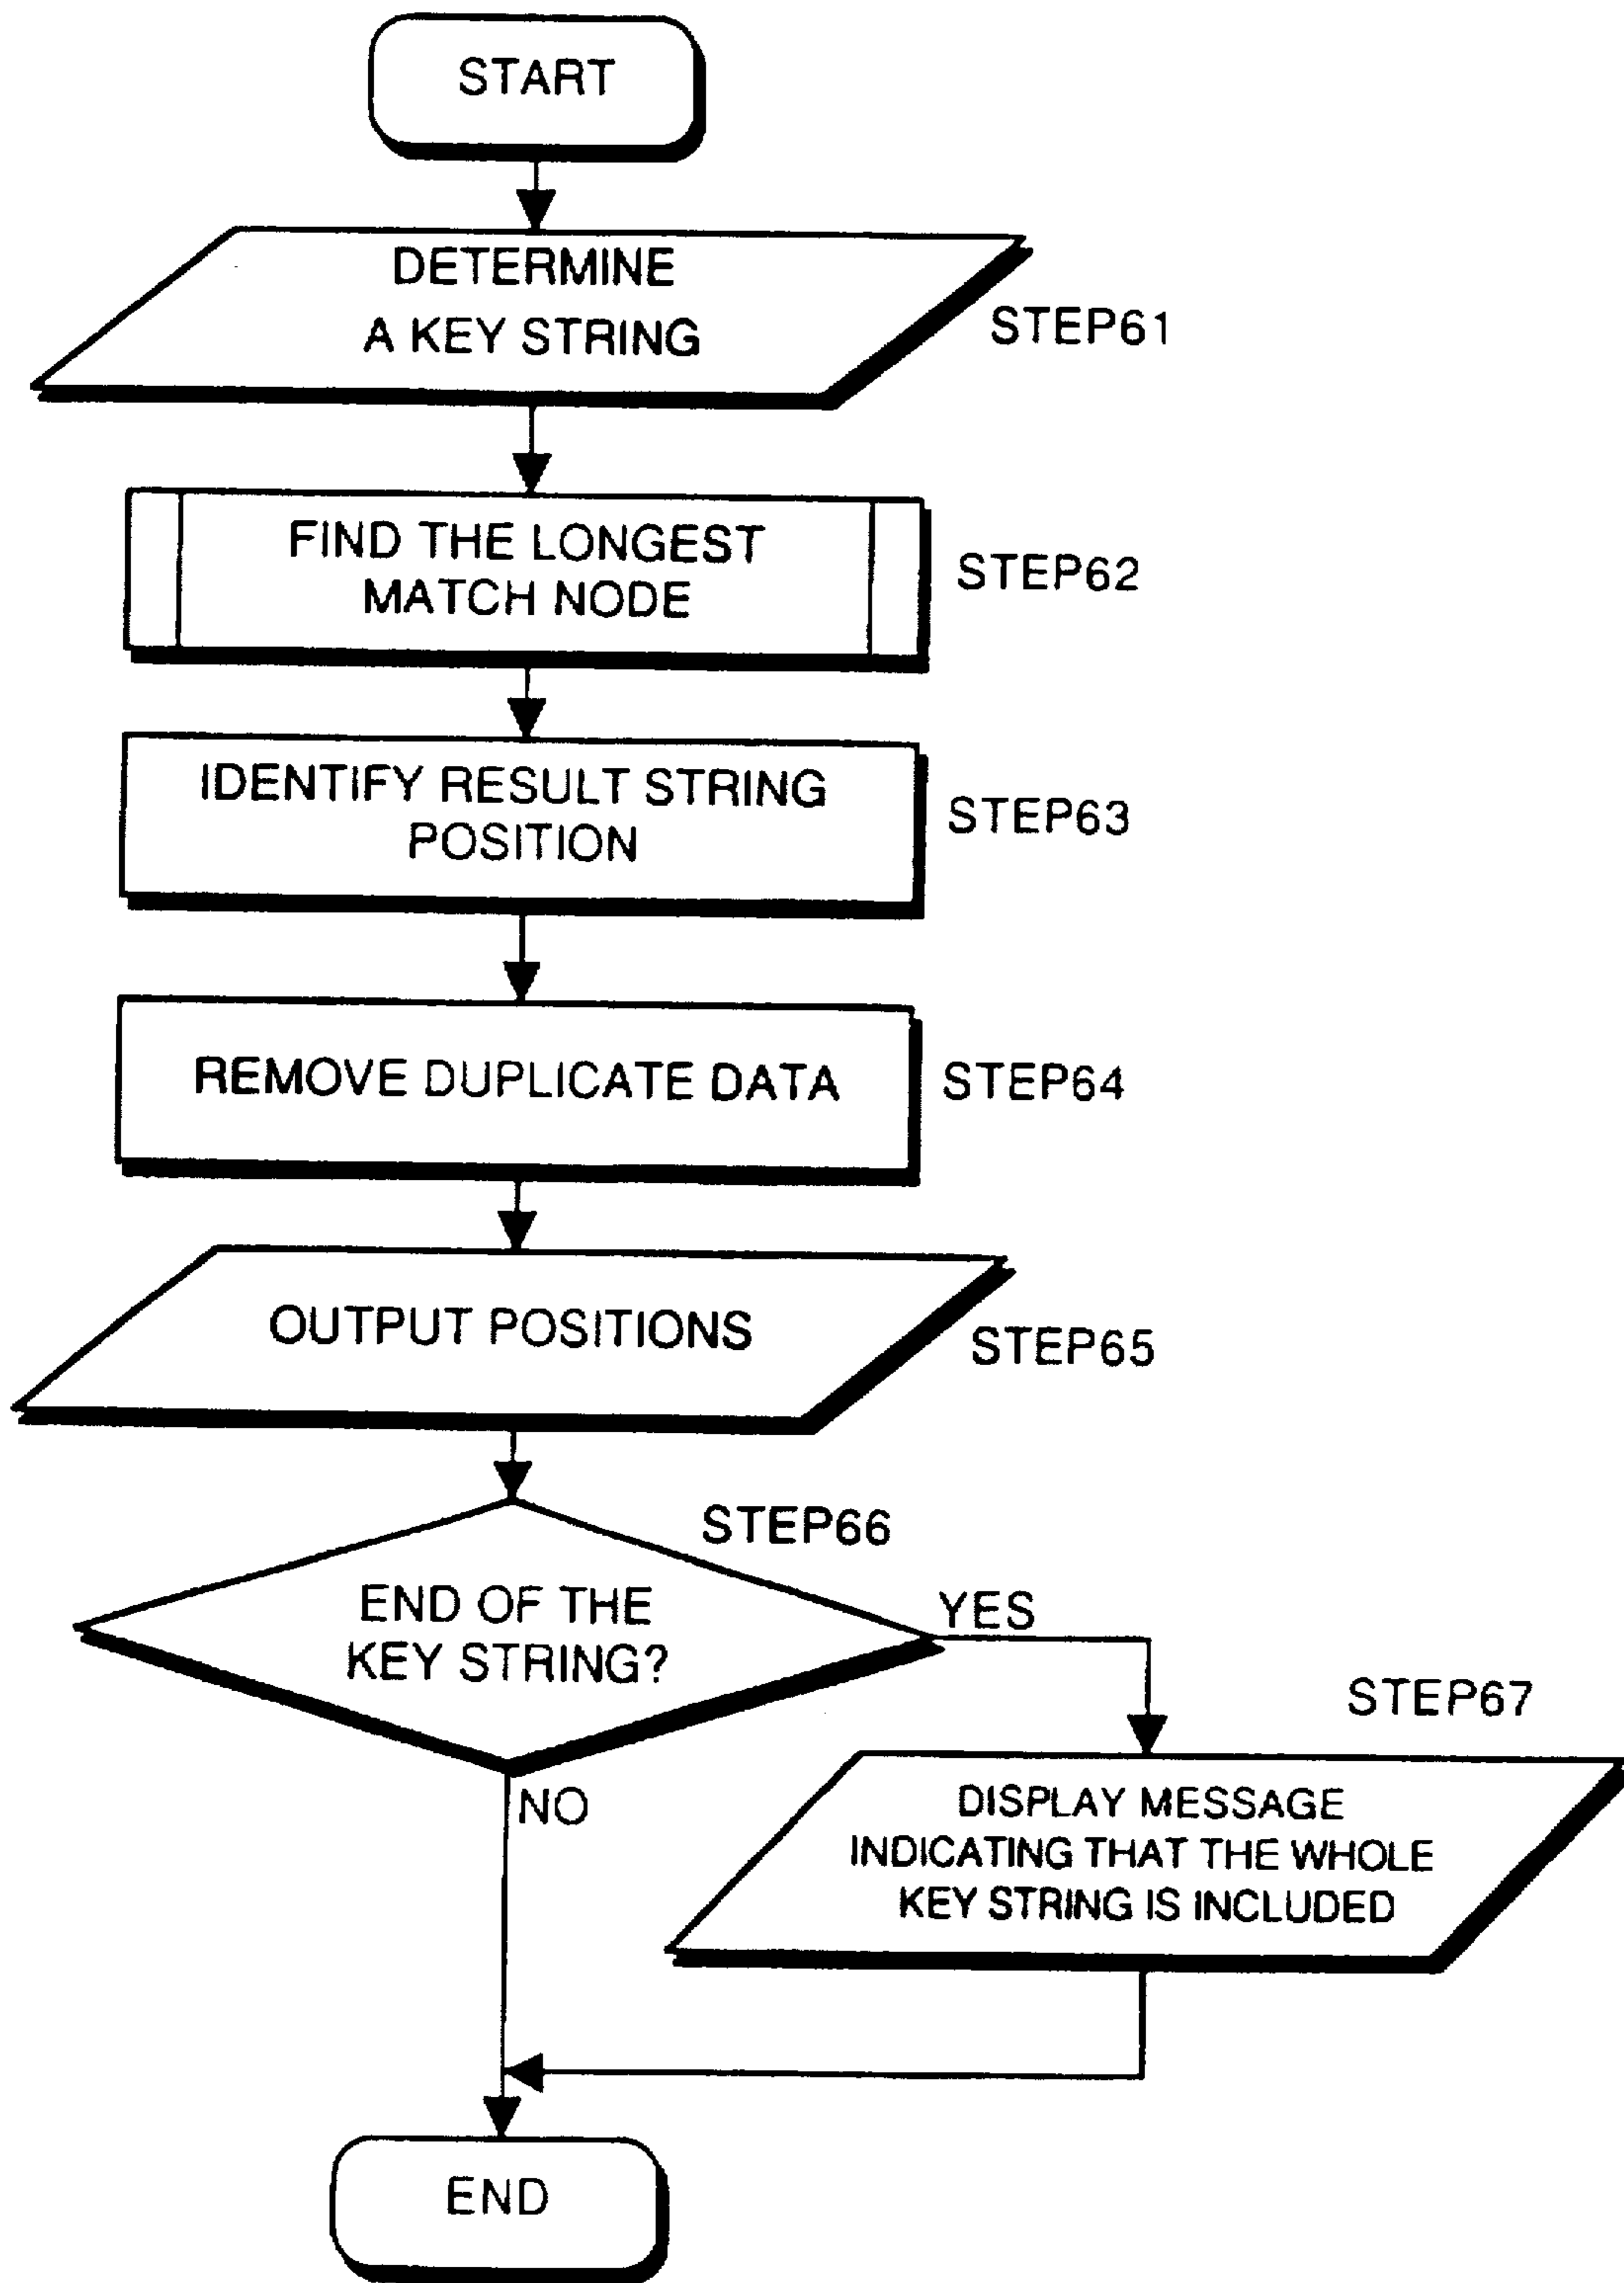 START
DETERMINE
A KEY STRING
STEP61
FIND THE LONGEST
MATCH NODE
STEP62
IDENTIFY RESULT STRING
POSITION
STEP63
REMOVE DUPLICATE DATA
STEP64
OUTPUT POSITIONS
STEP65
STEP66
END OF THE
KEY STRING?
YES
NO
STEP67
DISPLAY MESSAGE
INDICATING THAT THE WHOLE
KEY STRING IS INCLUDED
END